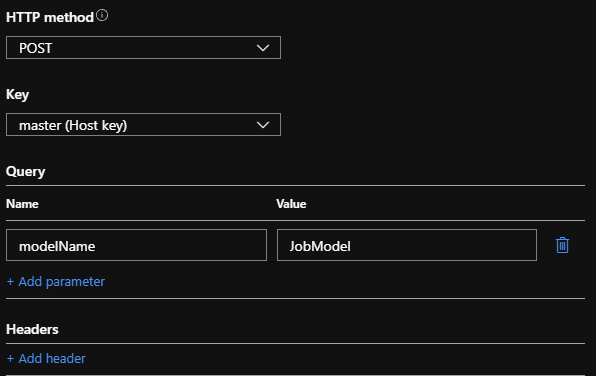 HTTP method
POST
Key
master (Host key)
Query
Name Value
modelName JobModel
+ Add parameter
Headers
+ Add header